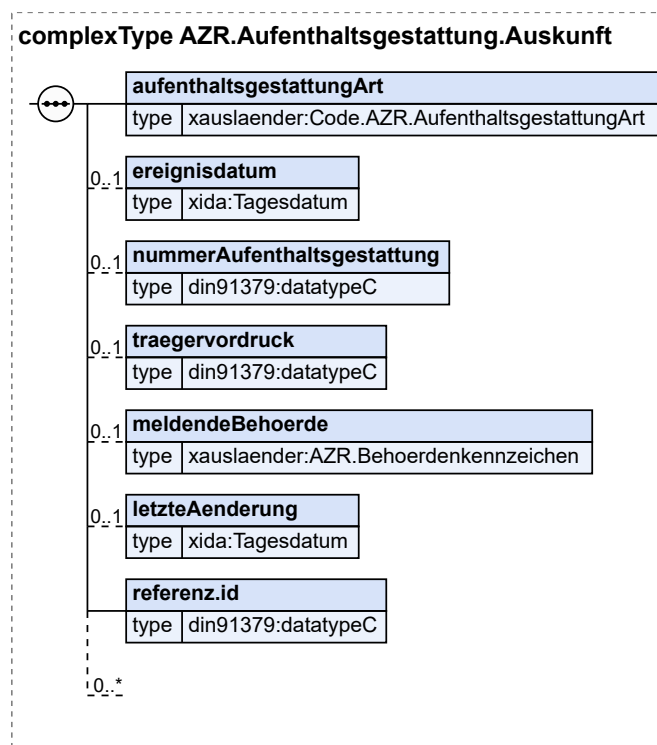 complexType AZR.Aufenthaltsgestattung.Auskunft
aufenthaltsgestattungArt
type xauslaender:Code.AZR.AufenthaltsgestattungArt
0..1 ereignisdatum
type xida:Tagesdatum
0..1 nummerAufenthaltsgestattung
type din91379:datatypeC
0..1 traegervordruck
type din91379:datatypeC
0..1 meldendeBehoerde
type xauslaender:AZR.Behoerdenkennzeichen
0..1 letzteAenderung
type xida:Tagesdatum
referenz.id
type din91379:datatypeC
0..*